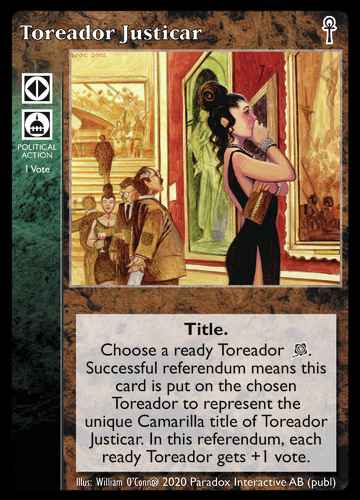 Toreador Justicar
POLITICAL
ACTION
1 Vote
Title.
Choose a ready Toreador .
Successful referendum means this
card is put on the chosen
Toreador to represent the
unique Camarilla title of Toreador
Justicar. In this referendum, each
ready Toreador gets +1 vote.
Illus: William O'Conn® 2020 Paradox Interactive AB (publ)